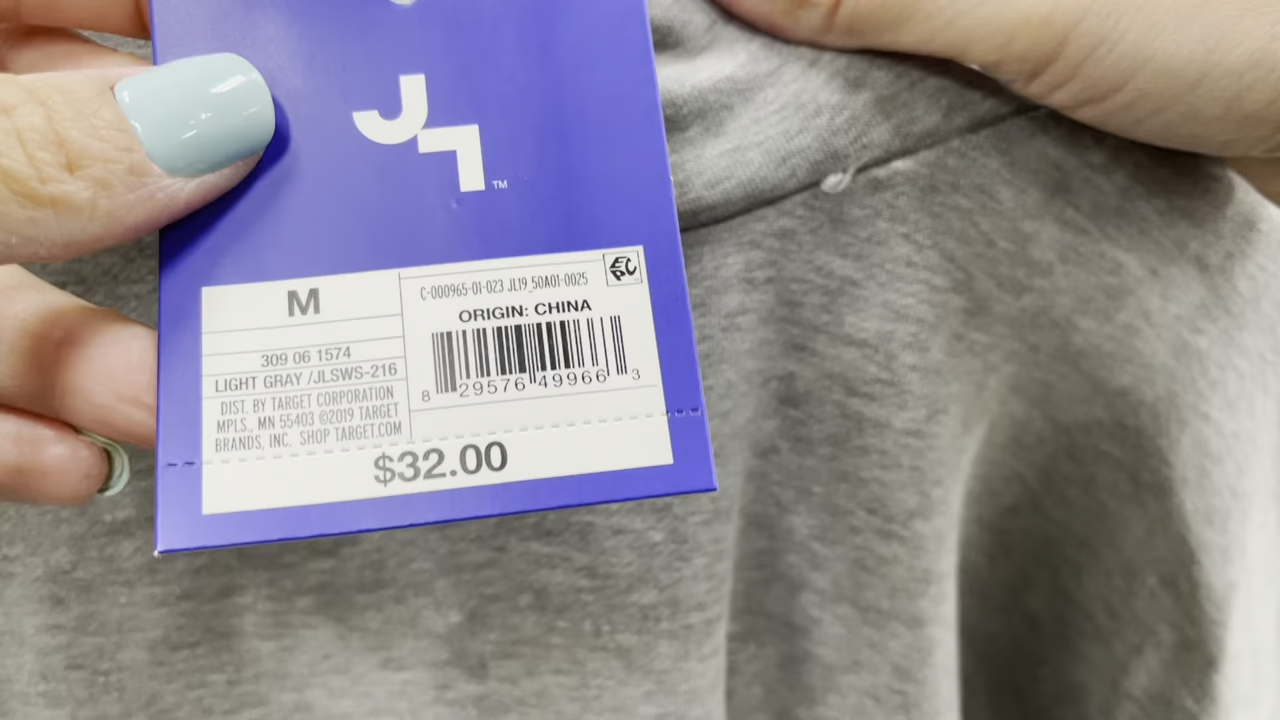 JL™
M
309 06 1574
LIGHT GRAY /JLSWS-216
DIST. BY TARGET CORPORATION
MPLS., MN 55403 ©2019 TARGET
BRANDS, INC. SHOP TARGET.COM
C-000965-01-023 JL19_50A01-0025
EPC
ORIGIN: CHINA
8 29576 49966 3
$32.00